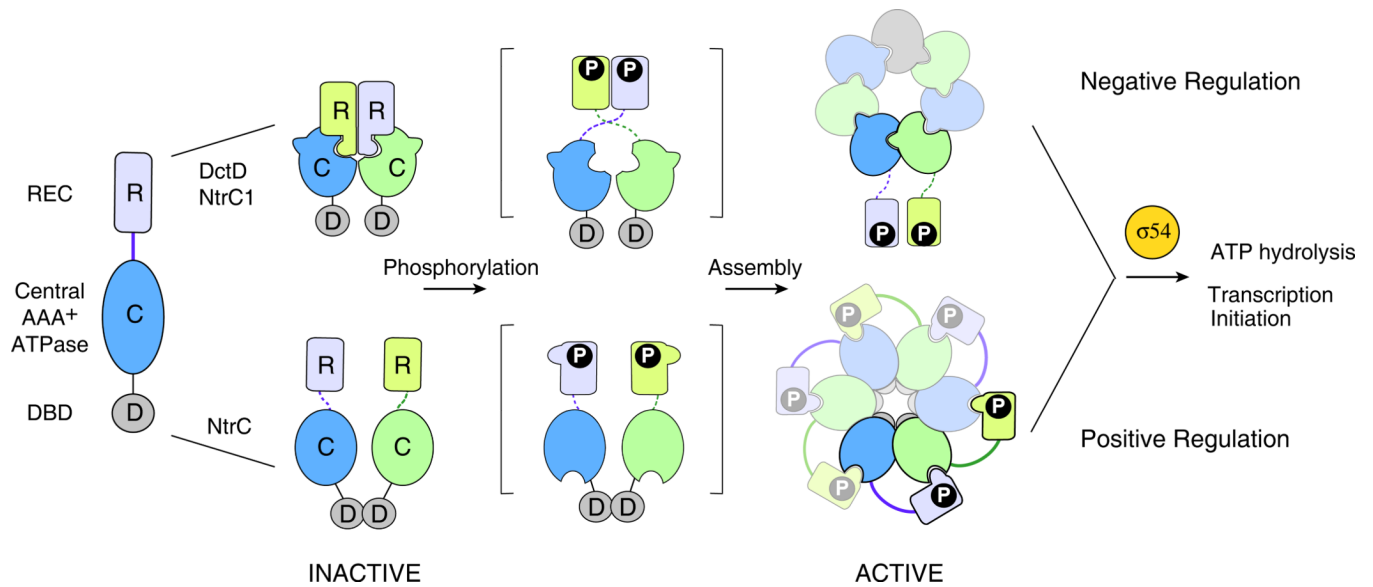 REC
R
Central
AAA+
ATPase
C
DBD
D
DctD
NtrC1
R R
C C
D D
NtrC
R R
C C
D D
INACTIVE
Phosphorylation
P P
D D
P P
D D
Assembly
P P
P P
P P
P P
ACTIVE
Negative Regulation
Positive Regulation
σ54
ATP hydrolysis
Transcription
Initiation